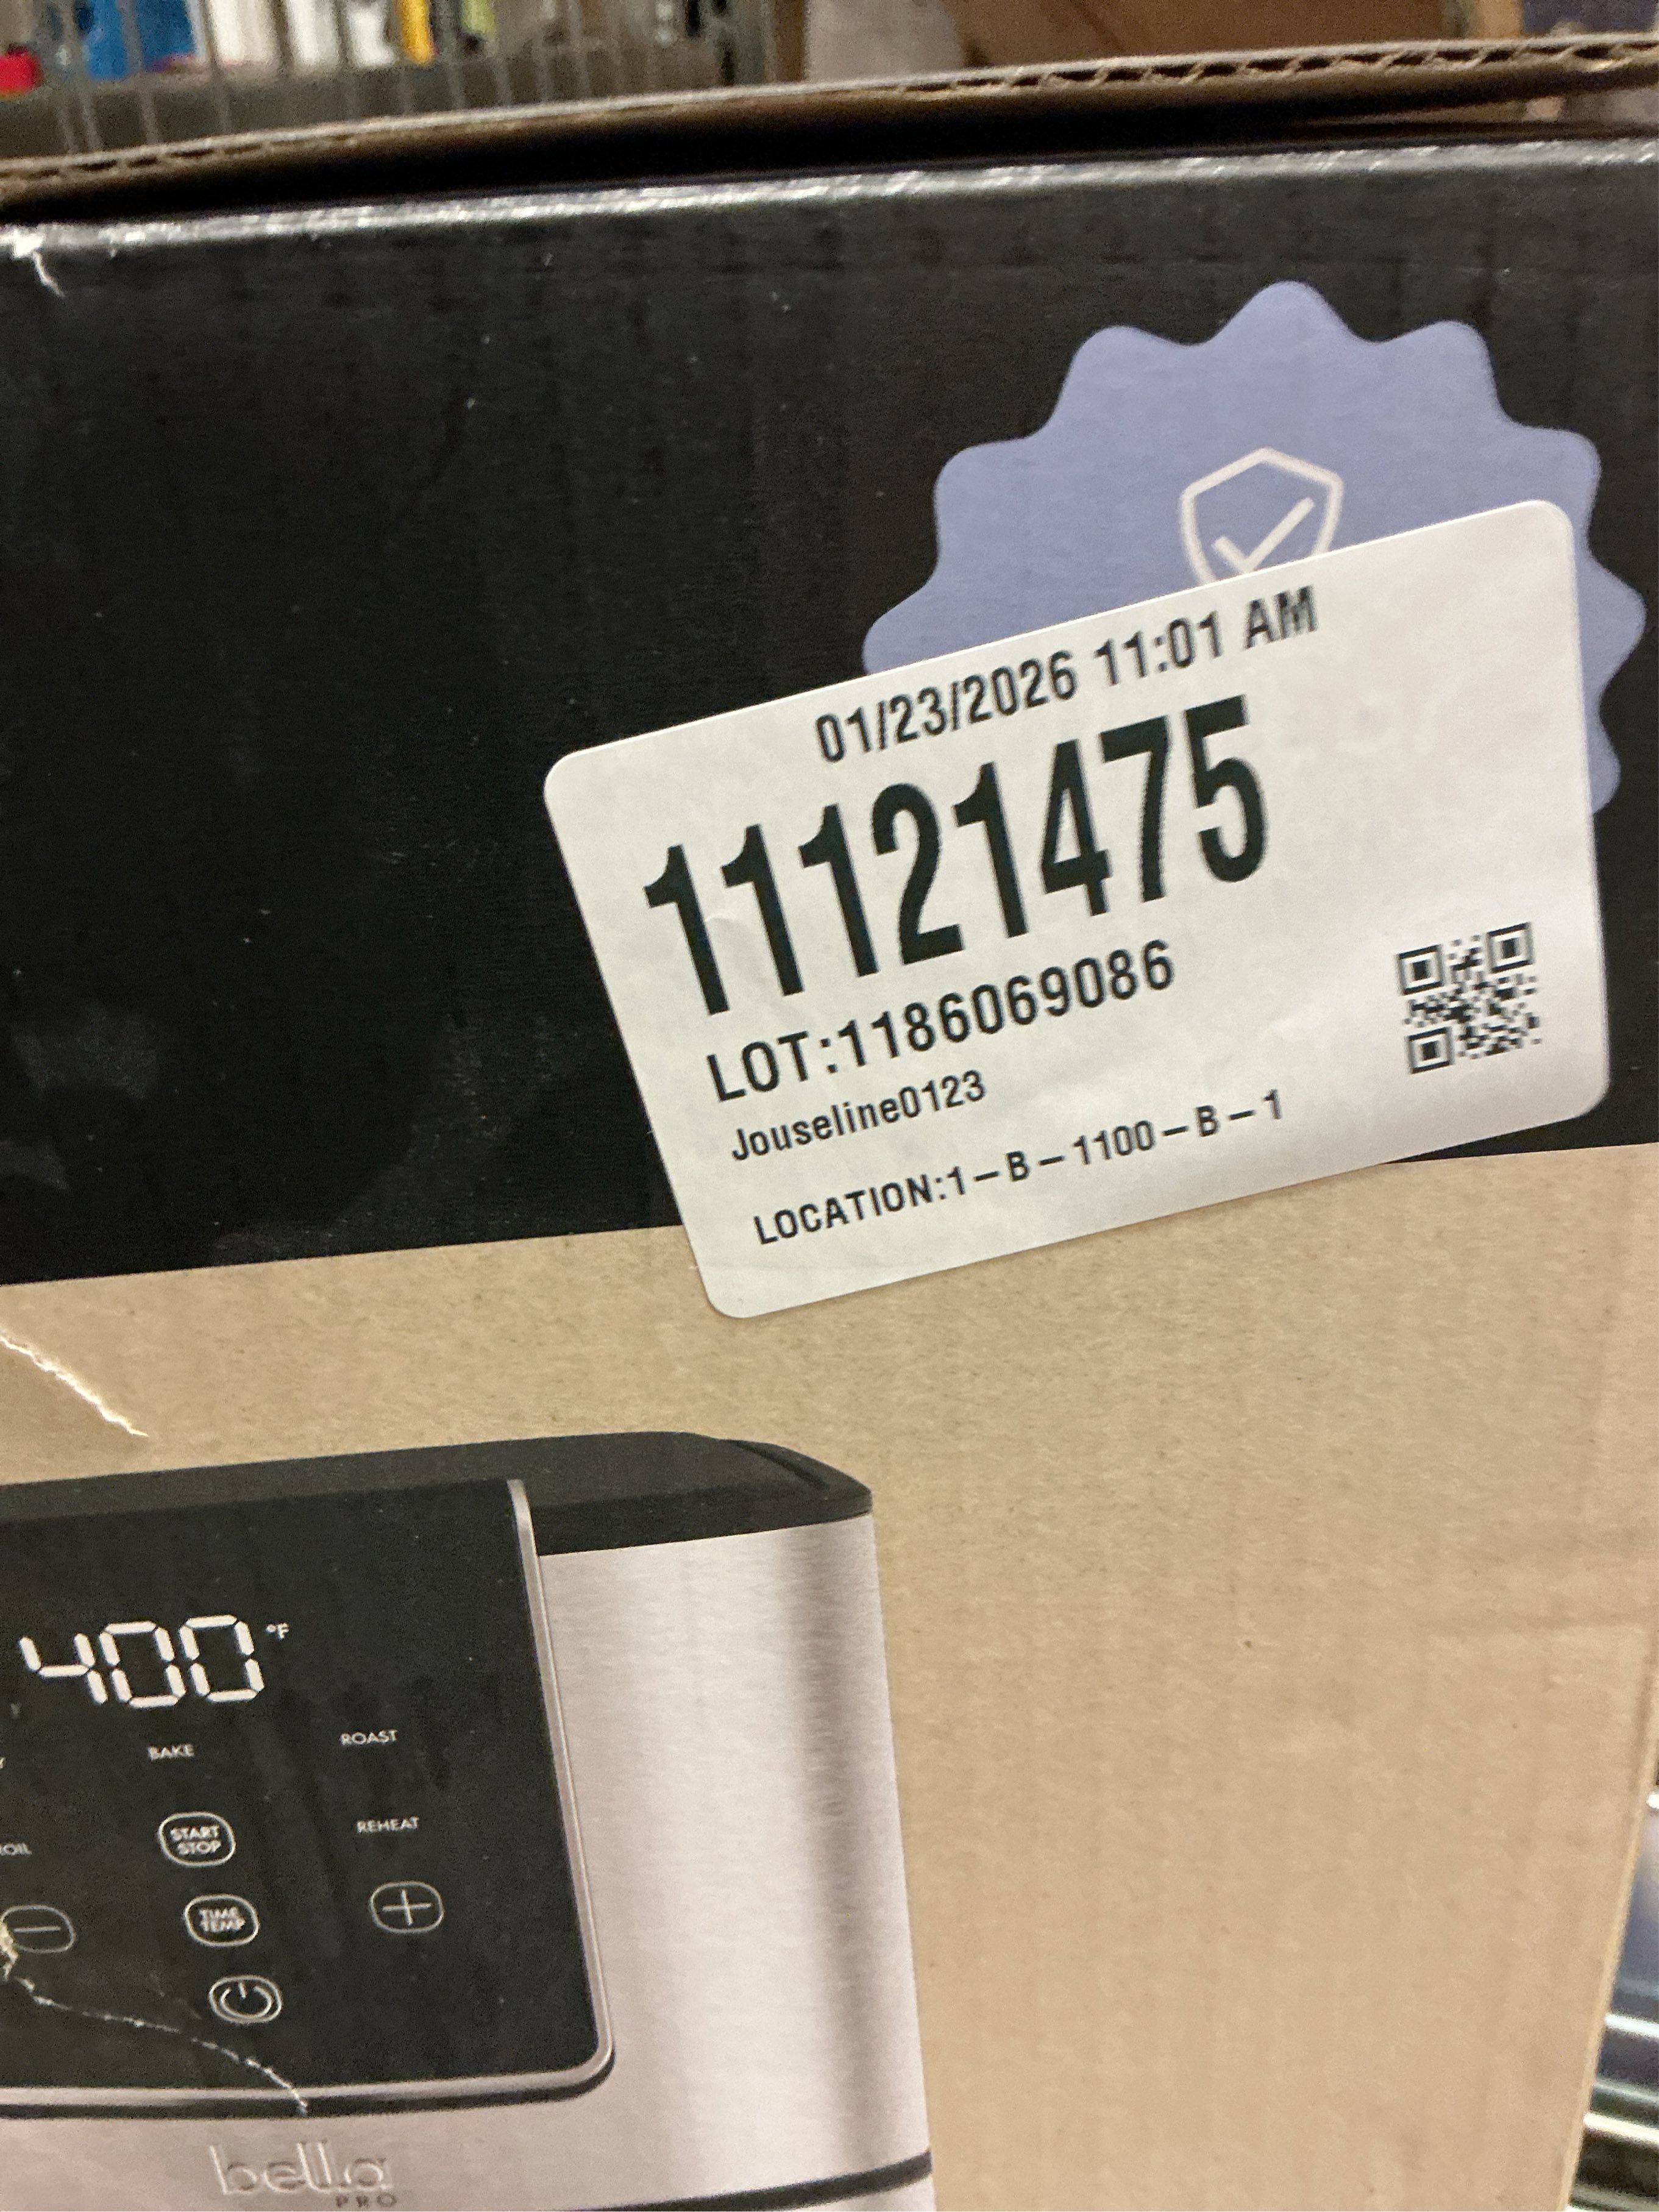 01/23/2026 11:01 AM
11121475
LOT:1186069086
Jouseline0123
LOCATION:1-B-1100-B-1
400°F
BAKE
ROAST
START
STOP
REHEAT
TIME
TEMP
bella
PRO